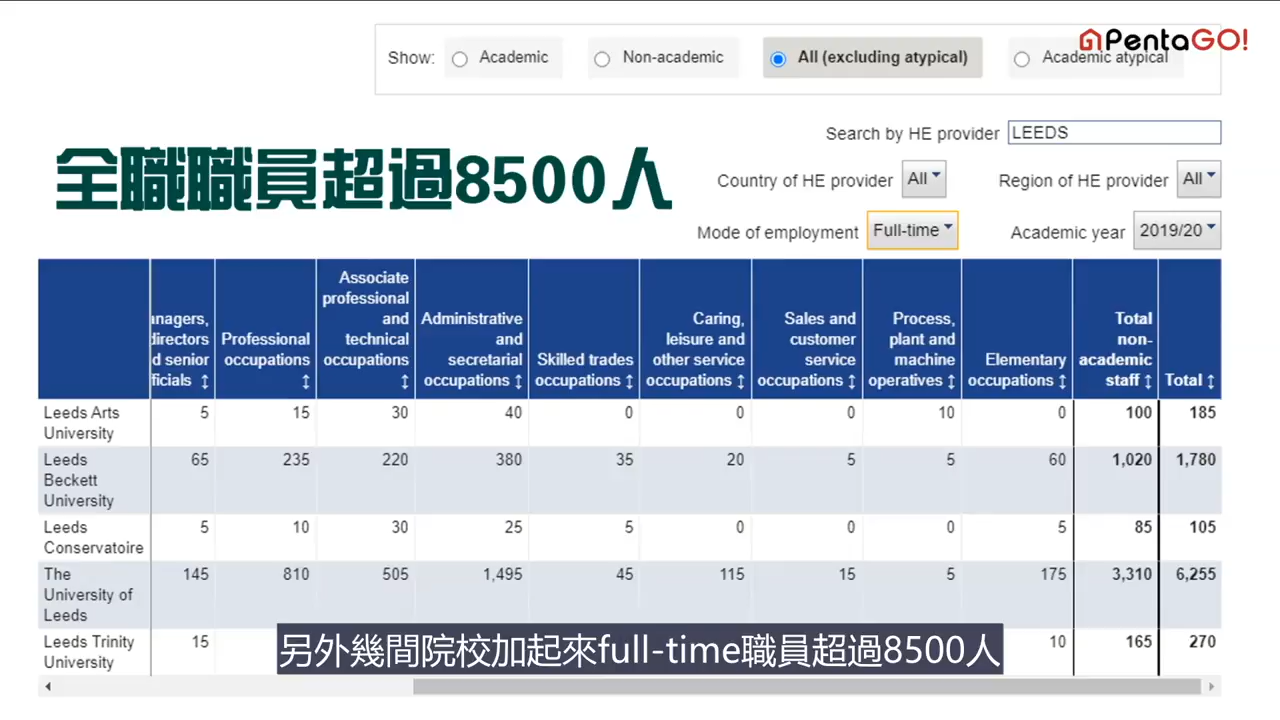 Show: Academic Non-academic All (excluding atypical) Academic atypical
PentaGO!
Search by HE provider LEEDS
全職職員超過8500人
Country of HE provider All Region of HE provider All
Mode of employment Full-time Academic year 2019/20
nagers, directors d senior ficials
Professional occupations
Associate professional and technical occupations
Administrative and secretarial occupations
Skilled trades occupations
Caring, leisure and other service occupations
Sales and customer service occupations
Process, plant and machine operatives
Elementary occupations
Total non-academic staff
Total
Leeds Arts University 5 15 30 40 0 0 0 10 0 100 185
Leeds Beckett University 65 235 220 380 35 20 5 5 60 1,020 1,780
Leeds Conservatoire 5 10 30 25 5 0 0 0 5 85 105
The University of Leeds 145 810 505 1,495 45 115 15 5 175 3,310 6,255
Leeds Trinity University 15 10 165 270
另外幾間院校加起來full-time職員超過8500人